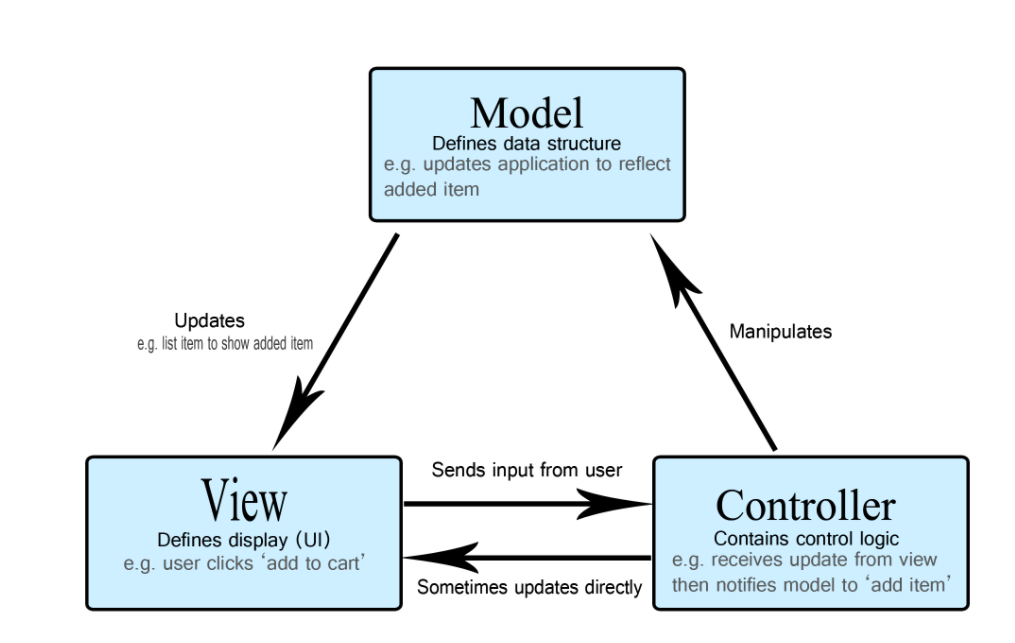 Model
Defines data structure
e.g. updates application to reflect
added item
Updates
e.g. list item to show added item
Manipulates
View
Defines display (UI)
e.g. user clicks ‘add to cart’
Sends input from user
Sometimes updates directly
Controller
Contains control logic
e.g. receives update from view
then notifies model to ‘add item’